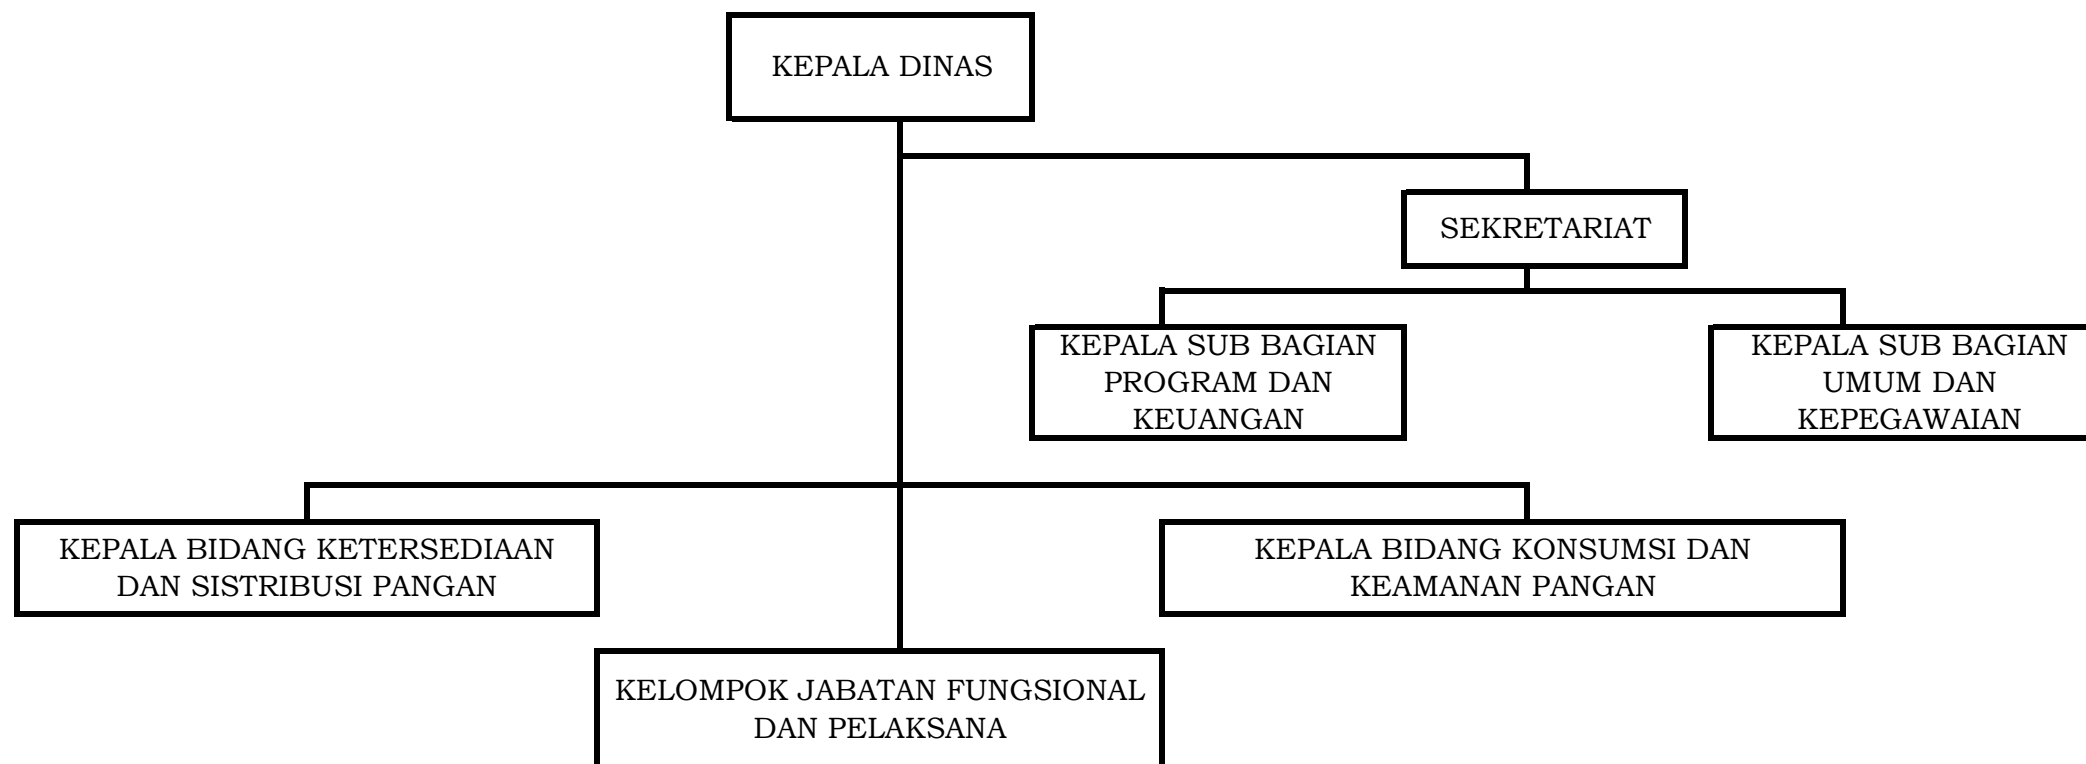 KEPALA DINAS
SEKRETARIAT
KEPALA SUB BAGIAN
PROGRAM DAN
KEUANGAN
KEPALA SUB BAGIAN
UMUM DAN
KEPEGAWAIAN
KEPALA BIDANG KETERSEDIAAN
DAN SISTRIBUSI PANGAN
KEPALA BIDANG KONSUMSI DAN
KEAMANAN PANGAN
KELOMPOK JABATAN FUNGSIONAL
DAN PELAKSANA